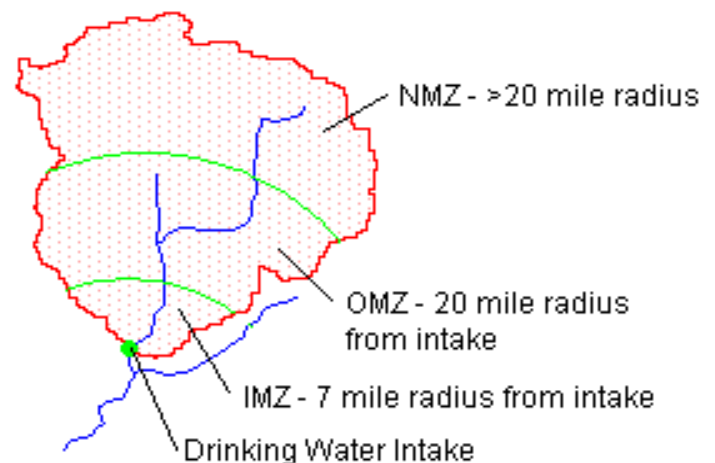 NMZ - >20 mile radius
OMZ - 20 mile radius
from intake
IMZ - 7 mile radius from intake
Drinking Water Intake